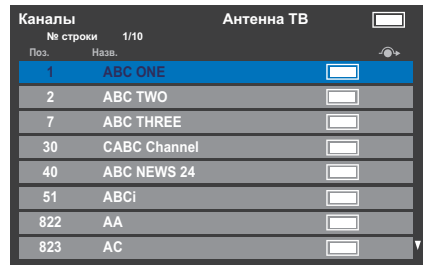 Каналы Антенна ТВ
№ строки 1/10
Поз. Назв.
1 ABC ONE
2 ABC TWO
7 ABC THREE
30 CABC Channel
40 ABC NEWS 24
51 ABCi
822 AA
823 AC